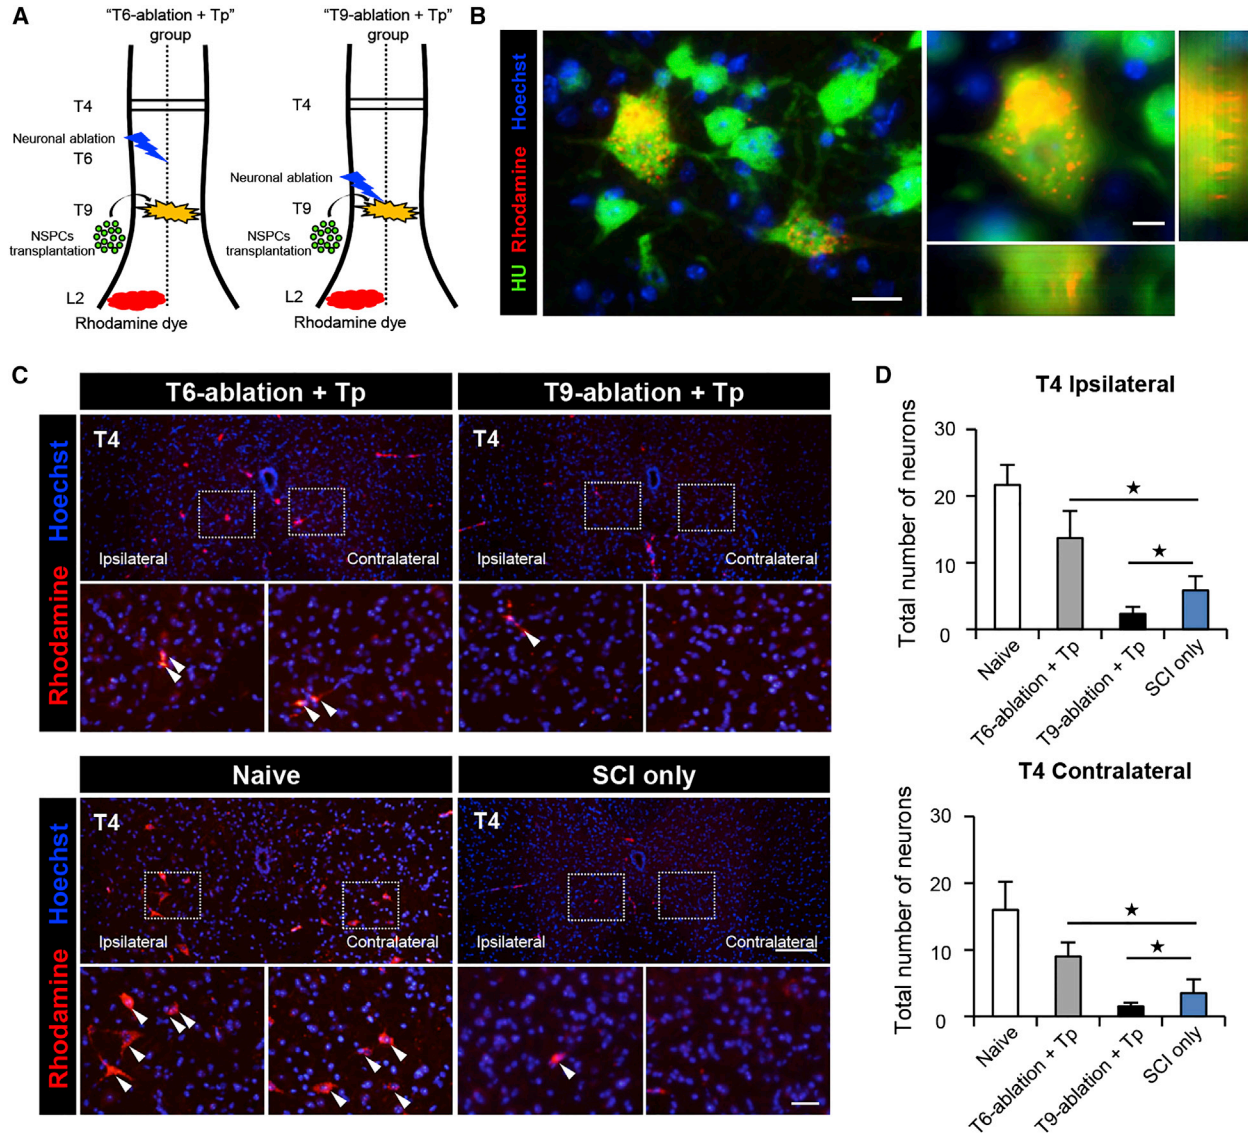 A
"T6-ablation + Tp"
group
T4
Neuronal ablation
T6
T9
NSPCs
transplantation
L2
Rhodamine dye
"T9-ablation + Tp"
group
T4
Neuronal ablation
T9
NSPCs
transplantation
L2
Rhodamine dye
B
HU Rhodamine Hoechst
C
T6-ablation + Tp
T9-ablation + Tp
Rhodamine Hoechst
T4
Ipsilateral
Contralateral
T4
Ipsilateral
Contralateral
Naive
SCI only
Rhodamine Hoechst
T4
Ipsilateral
Contralateral
T4
Ipsilateral
Contralateral
D
T4 Ipsilateral
Total number of neurons
30
20
10
0
Naive
T6-ablation + Tp
T9-ablation + Tp
SCI only
T4 Contralateral
Total number of neurons
30
20
10
0
Naive
T6-ablation + Tp
T9-ablation + Tp
SCI only